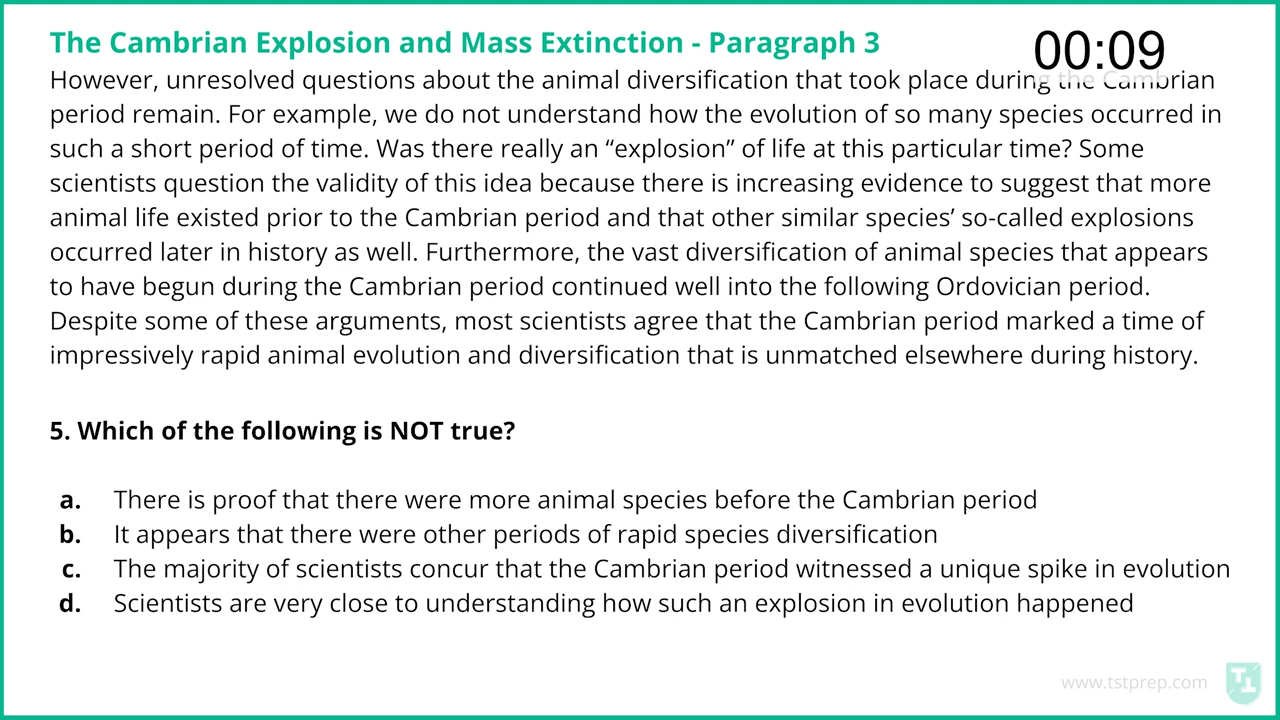 The Cambrian Explosion and Mass Extinction - Paragraph 3
00:09
However, unresolved questions about the animal diversification that took place during the Cambrian
period remain. For example, we do not understand how the evolution of so many species occurred in
such a short period of time. Was there really an “explosion” of life at this particular time? Some
scientists question the validity of this idea because there is increasing evidence to suggest that more
animal life existed prior to the Cambrian period and that other similar species’ so-called explosions
occurred later in history as well. Furthermore, the vast diversification of animal species that appears
to have begun during the Cambrian period continued well into the following Ordovician period.
Despite some of these arguments, most scientists agree that the Cambrian period marked a time of
impressively rapid animal evolution and diversification that is unmatched elsewhere during history.
5. Which of the following is NOT true?
a. There is proof that there were more animal species before the Cambrian period
b. It appears that there were other periods of rapid species diversification
c. The majority of scientists concur that the Cambrian period witnessed a unique spike in evolution
d. Scientists are very close to understanding how such an explosion in evolution happened
www.tstprep.com